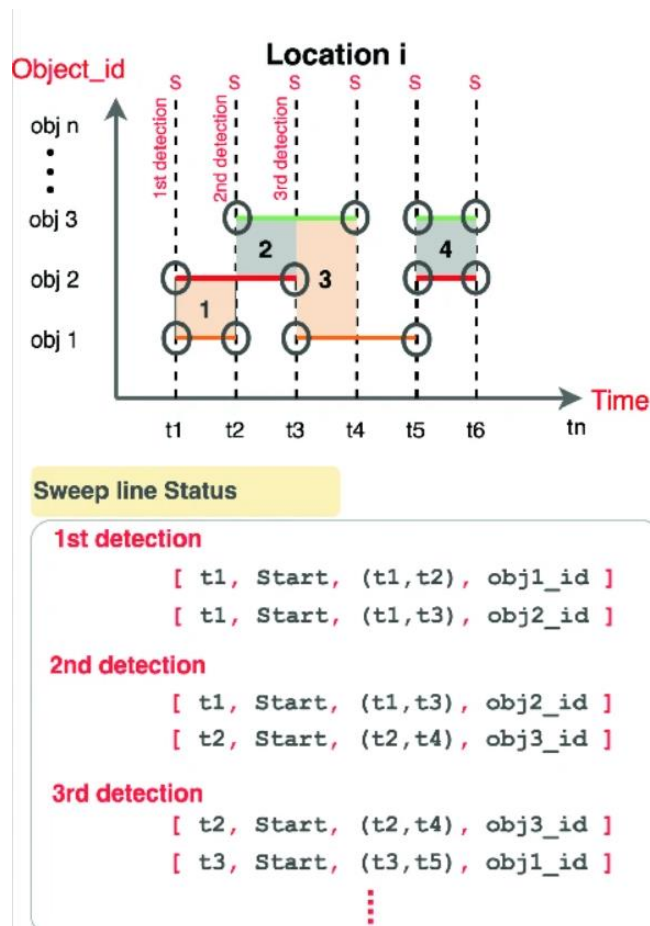 Location i
Object_id
S S S S S S
1st detection
2nd detection
3rd detection
obj n
obj 3
obj 2
obj 1
2
4
3
1
Time
t1 t2 t3 t4 t5 t6 tn
Sweep line Status
1st detection
[ t1, Start, (t1,t2), obj1_id ]
[ t1, Start, (t1,t3), obj2_id ]
2nd detection
[ t1, Start, (t1,t3), obj2_id ]
[ t2, Start, (t2,t4), obj3_id ]
3rd detection
[ t2, Start, (t2,t4), obj3_id ]
[ t3, Start, (t3,t5), obj1_id ]